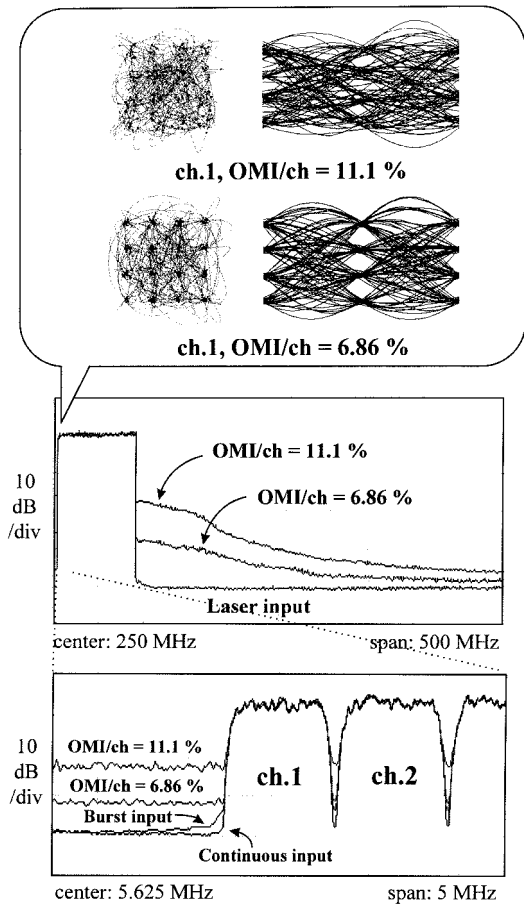 ch.1, OMI/ch = 11.1 %
ch.1, OMI/ch = 6.86 %
10
dB
/div
OMI/ch = 11.1 %
OMI/ch = 6.86 %
Laser input
center: 250 MHz
span: 500 MHz
10
dB
/div
OMI/ch = 11.1 %
OMI/ch = 6.86 %
Burst input
Continuous input
ch.1
ch.2
center: 5.625 MHz
span: 5 MHz